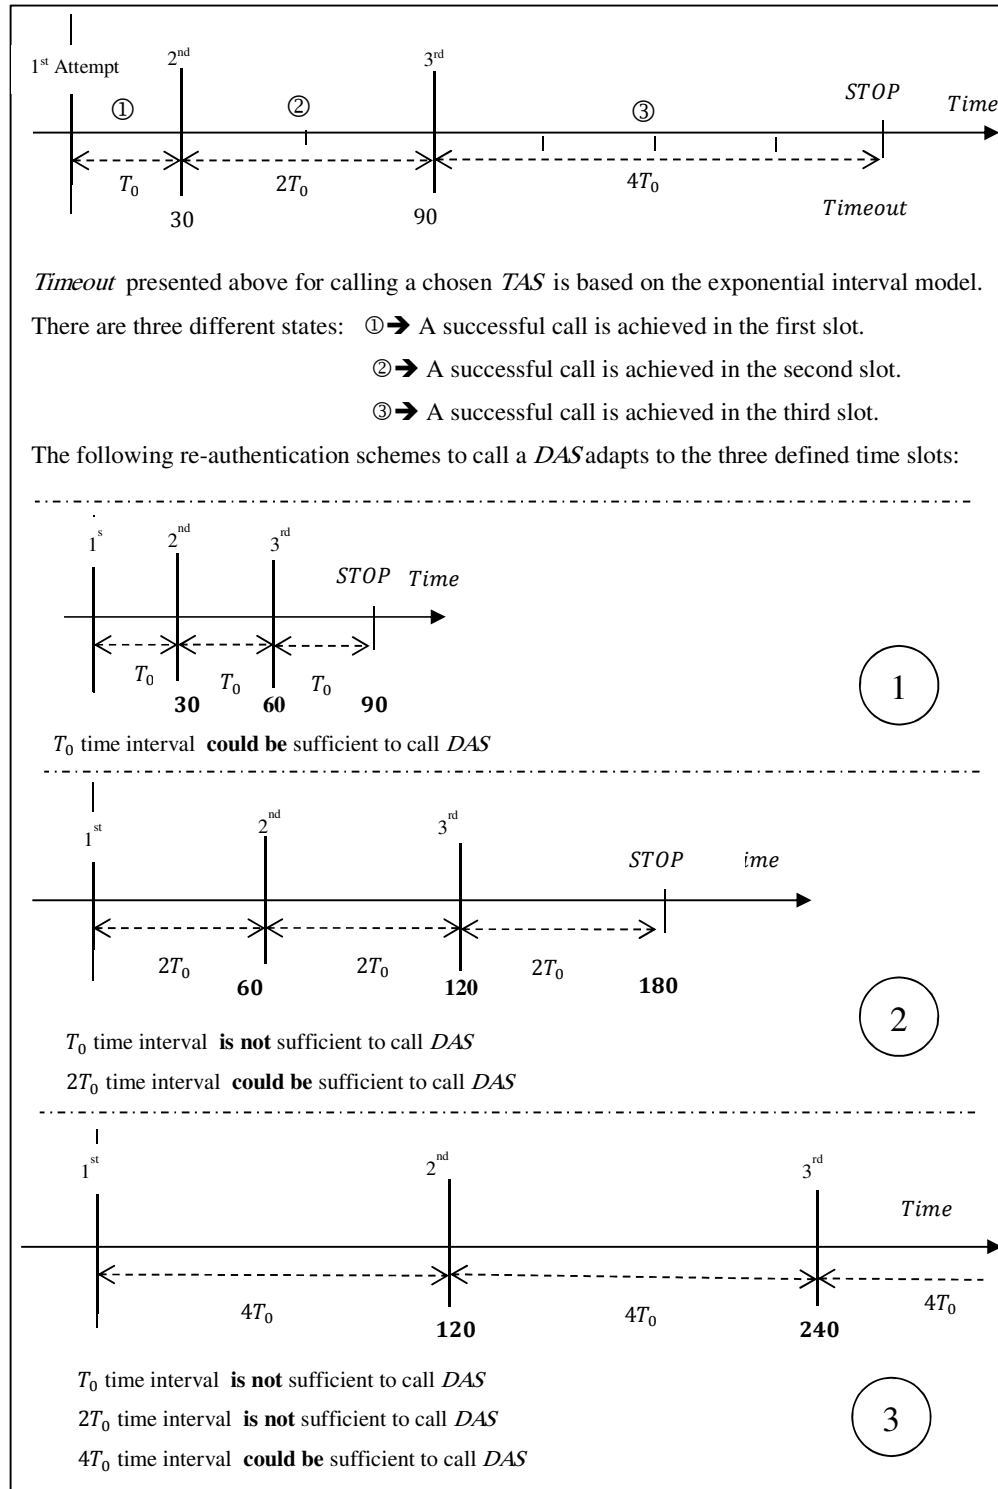 1st Attempt 2nd 3rd
① ② ③ STOP Time
T₀ 2T₀ 4T₀
30 90 Timeout
Timeout presented above for calling a chosen TAS is based on the exponential interval model.
There are three different states: ①➔ A successful call is achieved in the first slot.
②➔ A successful call is achieved in the second slot.
③➔ A successful call is achieved in the third slot.
The following re-authentication schemes to call a DAS adapts to the three defined time slots:
1s 2nd 3rd
STOP Time
T₀ T₀ T₀
30 60 90
1
T₀ time interval could be sufficient to call DAS
1st 2nd 3rd
STOP ime
2T₀ 2T₀ 2T₀
60 120 180
2
T₀ time interval is not sufficient to call DAS
2T₀ time interval could be sufficient to call DAS
1st 2nd 3rd
Time
4T₀ 4T₀ 4T₀
120 240
T₀ time interval is not sufficient to call DAS
2T₀ time interval is not sufficient to call DAS
3
4T₀ time interval could be sufficient to call DAS